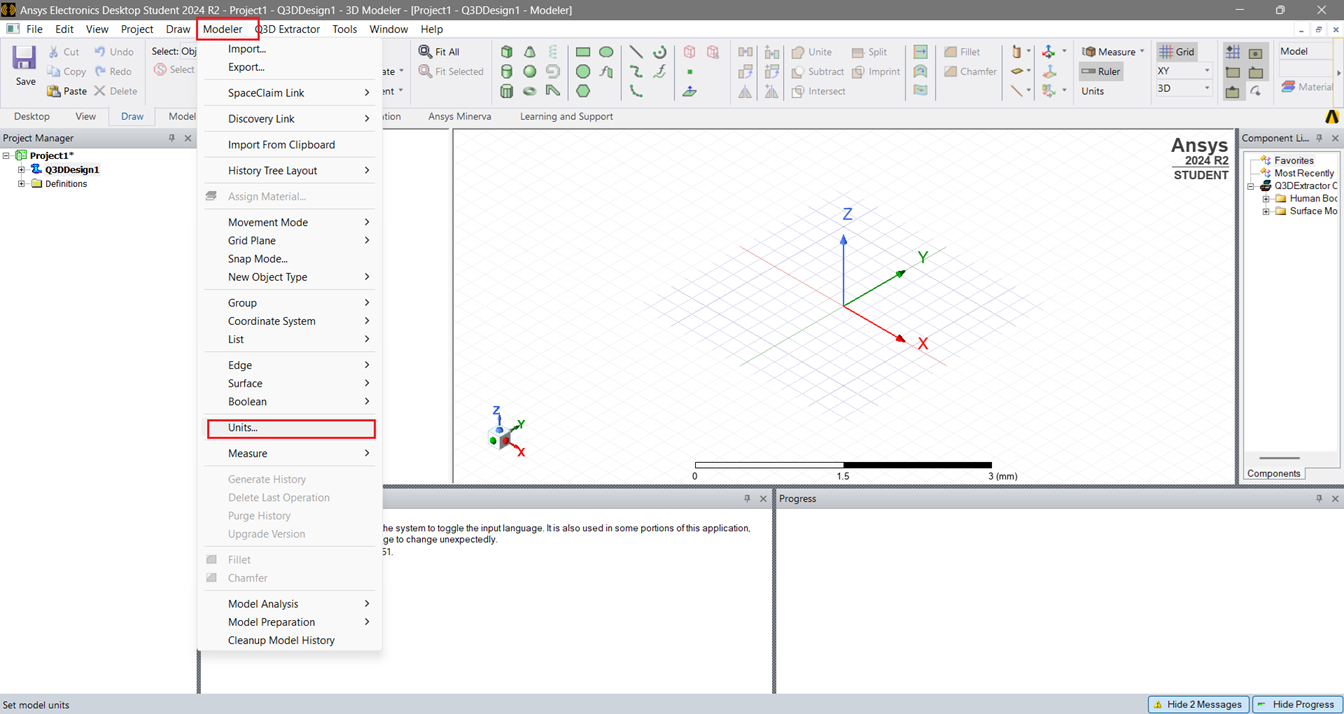 Ansys Electronics Desktop Student 2024 R2 - Project1 - Q3DDesign1 - 3D Modeler - [Project1 - Q3DDesign1 - Modeler]
File Edit View Project Draw Modeler Q3D Extractor Tools Window Help
Save
Cut
Copy
Paste
Undo
Redo
Delete
Select: Obj
Select
ate
ent
Fit All
Fit Selected
Unite
Subtract
Intersect
Split
Imprint
Fillet
Chamfer
Measure
Ruler
Units
Grid
XY
3D
Model
Material
Desktop View Draw Model ation Ansys Minerva Learning and Support
Import...
Export...
SpaceClaim Link
Discovery Link
Import From Clipboard
History Tree Layout
Assign Material...
Movement Mode
Grid Plane
Snap Mode...
New Object Type
Group
Coordinate System
List
Edge
Surface
Boolean
Units...
Measure
Generate History
Delete Last Operation
Purge History
Upgrade Version
Fillet
Chamfer
Model Analysis
Model Preparation
Cleanup Model History
Project Manager
Project1*
Q3DDesign1
Definitions
Ansys
2024 R2
STUDENT
Z
Y
X
Z
Y
X
0 1.5 3 (mm)
Component Li...
Favorites
Most Recently
Q3DExtractor C
Human Boc
Surface Mo
Components
he system to toggle the input language. It is also used in some portions of this application,
ge to change unexpectedly.
51.
Progress
Set model units
Hide 2 Messages
Hide Progress